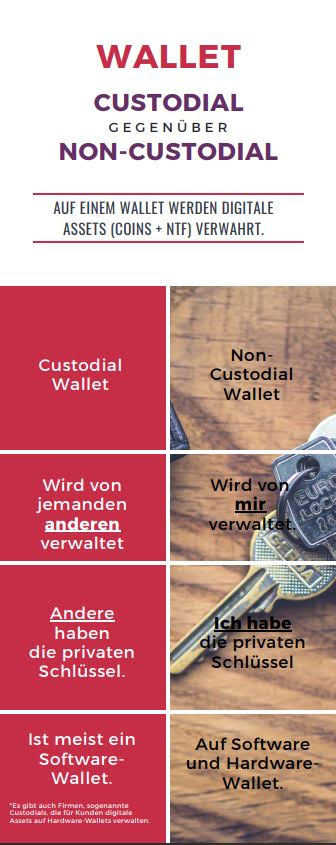 WALLET
CUSTODIAL
GEGENÜBER
NON-CUSTODIAL
AUF EINEM WALLET WERDEN DIGITALE
ASSETS (COINS + NTF) VERWAHRT.
Custodial
Wallet
Non-
Custodial
Wallet
Wird von
jemanden
anderen
verwaltet
Wird von
mir
verwaltet.
Andere
haben
die privaten
Schlüssel.
Ich habe
die privaten
Schlüssel
Ist meist ein
Software-
Wallet.
*Es gibt auch Firmen, sogenannte
Custodials, die für Kunden digitale
Assets auf Hardware-Wallets verwalten.
Auf Software
und Hardware-
Wallet.